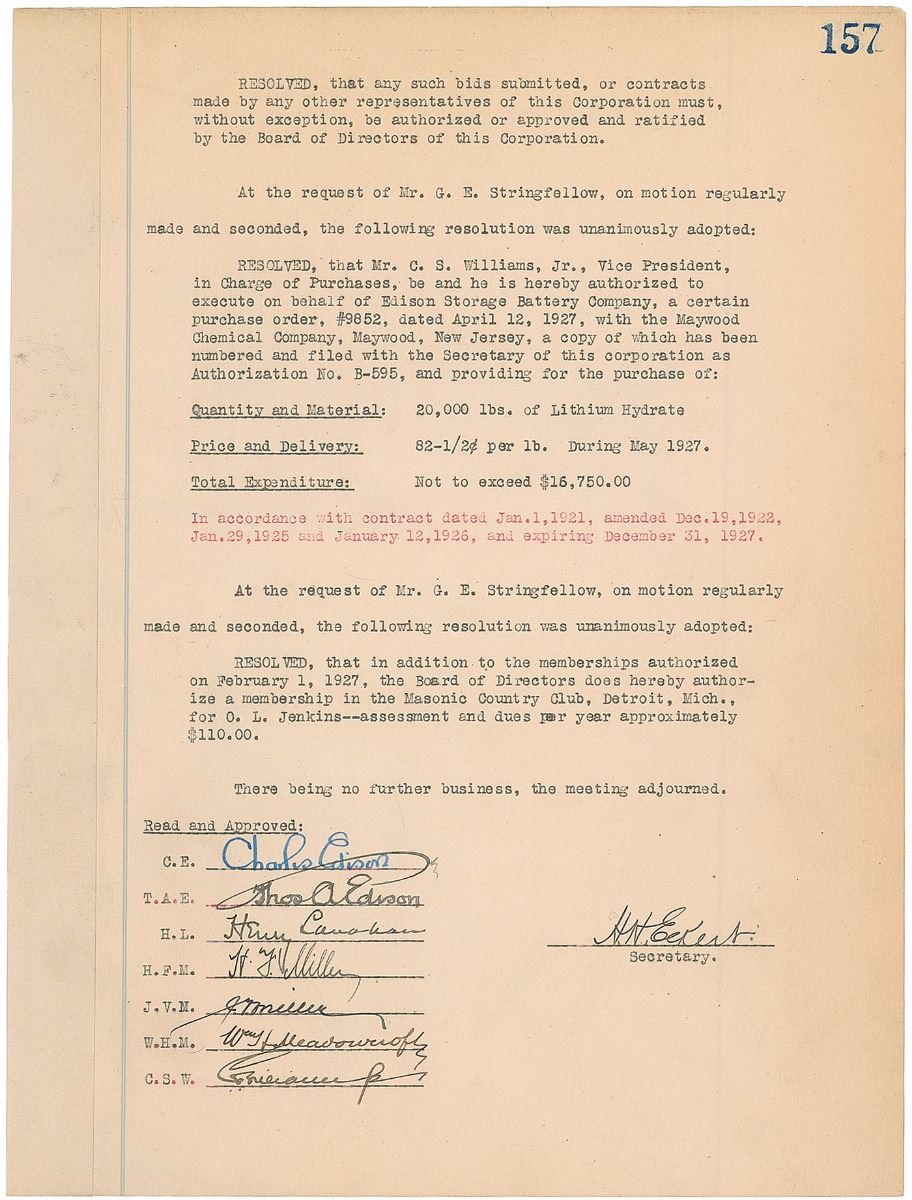 157
RESOLVED, that any such bids submitted, or contracts
made by any other representatives of this Corporation must,
without exception, be authorized or approved and ratified
by the Board of Directors of this Corporation.
At the request of Mr. G. E. Stringfellow, on motion regularly
made and seconded, the following resolution was unanimously adopted:
RESOLVED, that Mr. C. S. Williams, Jr., Vice President,
in Charge of Purchases, be and he is hereby authorized to
execute on behalf of Edison Storage Battery Company, a certain
purchase order, #9852, dated April 12, 1927, with the Maywood
Chemical Company, Maywood, New Jersey, a copy of which has been
numbered and filed with the Secretary of this corporation as
Authorization No. B-595, and providing for the purchase of:
Quantity and Material: 20,000 lbs. of Lithium Hydrate
Price and Delivery: 82-1/2¢ per lb. During May 1927.
Total Expenditure: Not to exceed $16,750.00
In accordance with contract dated Jan.1,1921, amended Dec.19,1922,
Jan.29,1925 and January 12,1926, and expiring December 31, 1927.
At the request of Mr. G. E. Stringfellow, on motion regularly
made and seconded, the following resolution was unanimously adopted:
RESOLVED, that in addition to the memberships authorized
on February 1, 1927, the Board of Directors does hereby author-
ize a membership in the Masonic Country Club, Detroit, Mich.,
for O. L. Jenkins--assessment and dues per year approximately
$110.00.
There being no further business, the meeting adjourned.
Read and Approved:
C.E. Charles Edison
T.A.E. Thos A Edison
H.L. Henry Lanahan
H.F.M. H. F. Miller
J.V.M. J V Miller
W.H.M. Wm H Meadowcroft
C.S.W. CSWilliams Jr
H.H. Eckert.
Secretary.